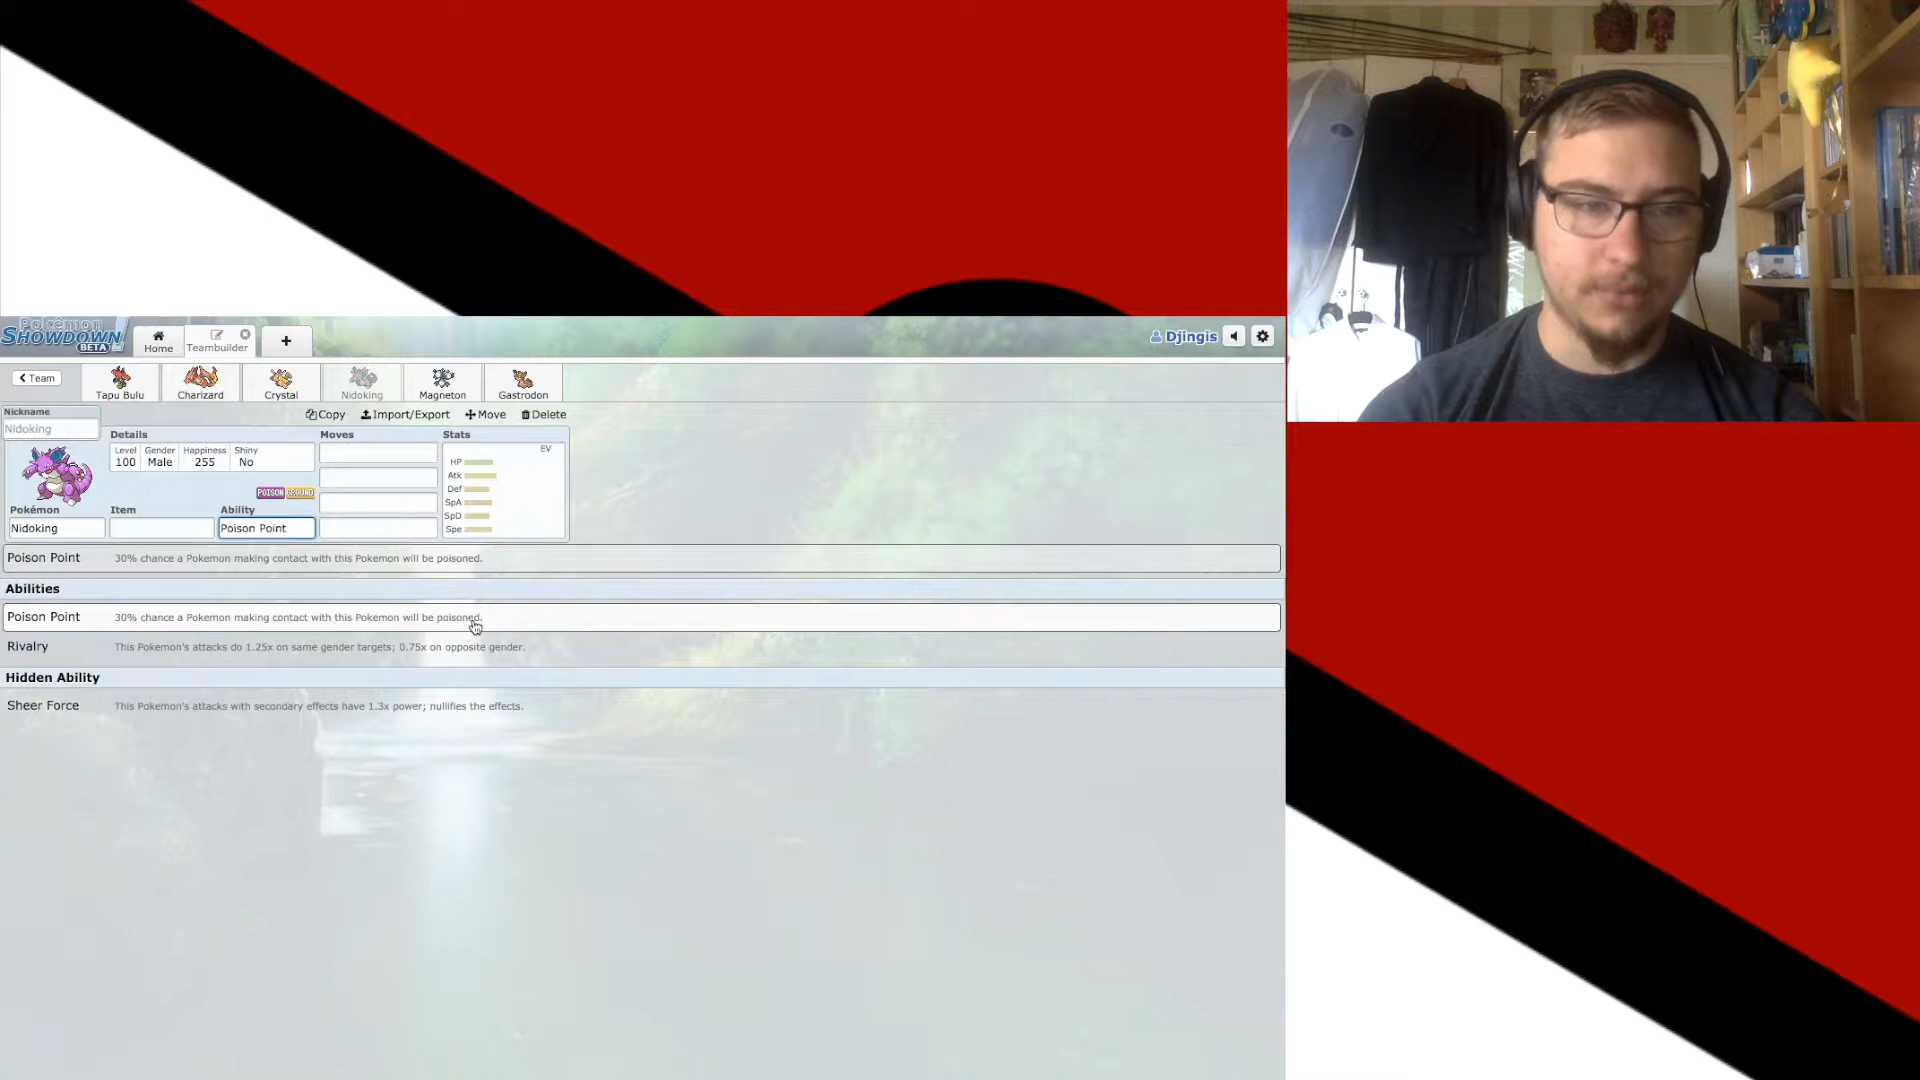 Pokémon
SHOWDOWN
BETA
Home
Teambuilder
+
Djingis
Team
Tapu Bulu
Charizard
Crystal
Nidoking
Magneton
Gastrodon
Nickname
Nidoking
Copy
Import/Export
Move
Delete
Details
Moves
Stats
Level
Gender
Happiness
Shiny
100
Male
255
No
EV
HP
Atk
Def
SpA
SpD
Spe
POISON GROUND
Pokémon
Item
Ability
Nidoking
Poison Point
Poison Point 30% chance a Pokemon making contact with this Pokemon will be poisoned.
Abilities
Poison Point 30% chance a Pokemon making contact with this Pokemon will be poisoned.
Rivalry This Pokemon's attacks do 1.25x on same gender targets; 0.75x on opposite gender.
Hidden Ability
Sheer Force This Pokemon's attacks with secondary effects have 1.3x power; nullifies the effects.